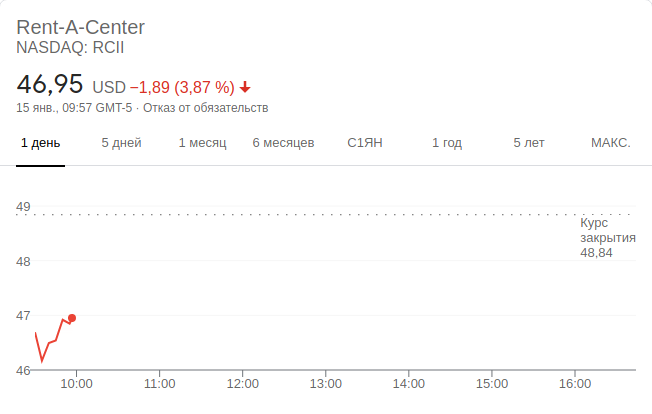 Rent-A-Center
NASDAQ: RCII
46,95 USD −1,89 (3,87 %)
15 янв., 09:57 GMT-5 · Отказ от обязательств
1 день 5 дней 1 месяц 6 месяцев С1ЯН 1 год 5 лет МАКС.
49
Курс
закрытия
48,84
48
47
46
10:00 11:00 12:00 13:00 14:00 15:00 16:00